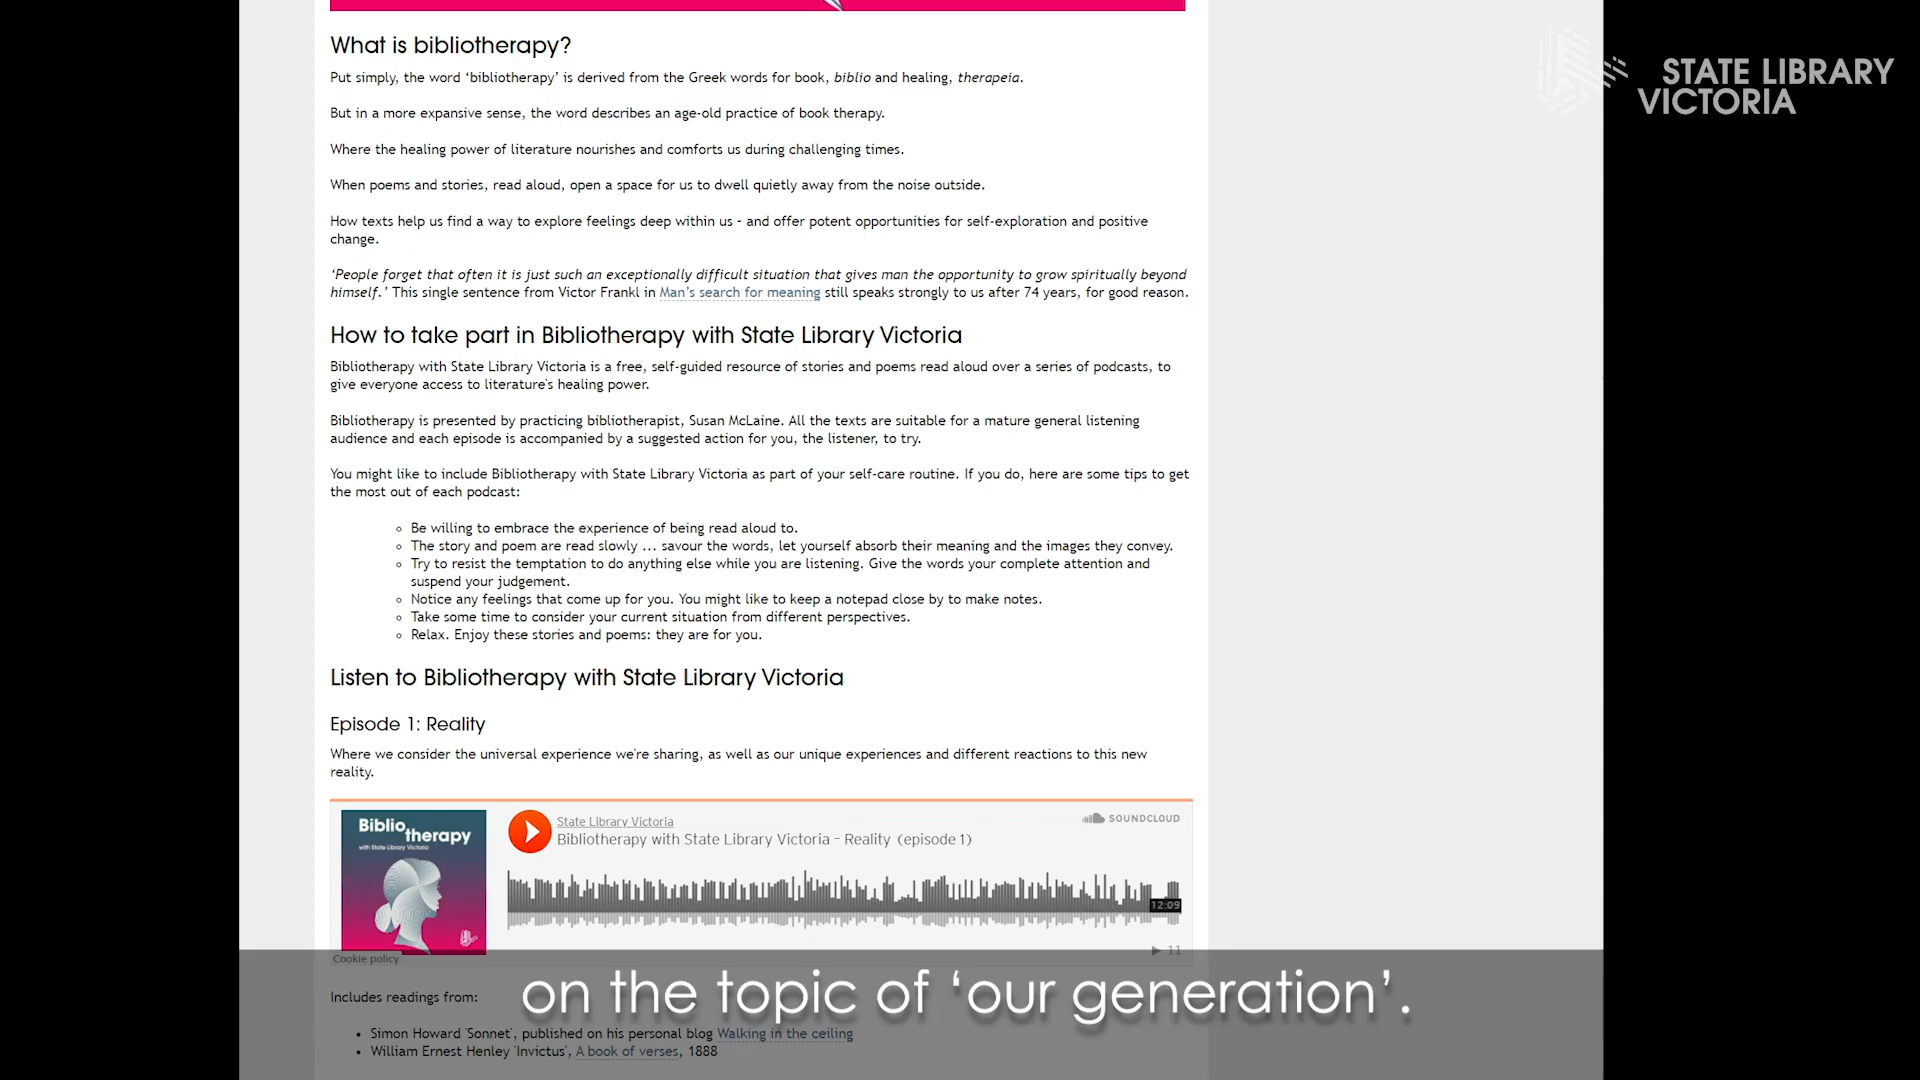 What is bibliotherapy?
Put simply, the word ‘bibliotherapy’ is derived from the Greek words for book, biblio and healing, therapeia.
But in a more expansive sense, the word describes an age-old practice of book therapy.
Where the healing power of literature nourishes and comforts us during challenging times.
When poems and stories, read aloud, open a space for us to dwell quietly away from the noise outside.
How texts help us find a way to explore feelings deep within us - and offer potent opportunities for self-exploration and positive
change.
‘People forget that often it is just such an exceptionally difficult situation that gives man the opportunity to grow spiritually beyond
himself.’ This single sentence from Victor Frankl in Man’s search for meaning still speaks strongly to us after 74 years, for good reason.
How to take part in Bibliotherapy with State Library Victoria
Bibliotherapy with State Library Victoria is a free, self-guided resource of stories and poems read aloud over a series of podcasts, to
give everyone access to literature's healing power.
Bibliotherapy is presented by practicing bibliotherapist, Susan McLaine. All the texts are suitable for a mature general listening
audience and each episode is accompanied by a suggested action for you, the listener, to try.
You might like to include Bibliotherapy with State Library Victoria as part of your self-care routine. If you do, here are some tips to get
the most out of each podcast:
Be willing to embrace the experience of being read aloud to.
The story and poem are read slowly ... savour the words, let yourself absorb their meaning and the images they convey.
Try to resist the temptation to do anything else while you are listening. Give the words your complete attention and
suspend your judgement.
Notice any feelings that come up for you. You might like to keep a notepad close by to make notes.
Take some time to consider your current situation from different perspectives.
Relax. Enjoy these stories and poems: they are for you.
Listen to Bibliotherapy with State Library Victoria
Episode 1: Reality
Where we consider the universal experience we're sharing, as well as our unique experiences and different reactions to this new
reality.
Biblio
therapy
with State Library Victoria
State Library Victoria
Bibliotherapy with State Library Victoria – Reality (episode 1)
SOUNDCLOUD
12:09
11
Cookie policy
Includes readings from:
Simon Howard 'Sonnet', published on his personal blog Walking in the ceiling
William Ernest Henley 'Invictus', A book of verses, 1888
on the topic of ‘our generation’.
STATE LIBRARY
VICTORIA